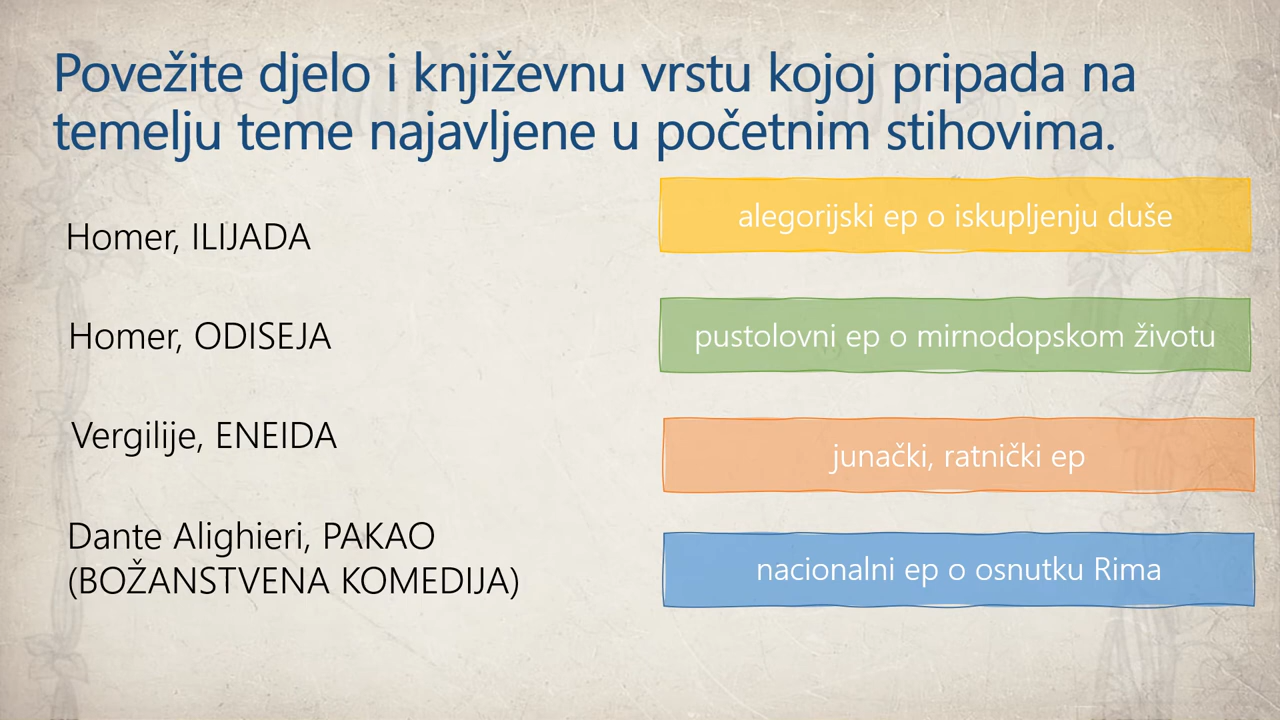 Povežite djelo i književnu vrstu kojoj pripada na
temelju teme najavljene u početnim stihovima.
Homer, ILIJADA
Homer, ODISEJA
Vergilije, ENEIDA
Dante Alighieri, PAKAO
(BOŽANSTVENA KOMEDIJA)
alegorijski ep o iskupljenju duše
pustolovni ep o mirnodopskom životu
junački, ratnički ep
nacionalni ep o osnutku Rima